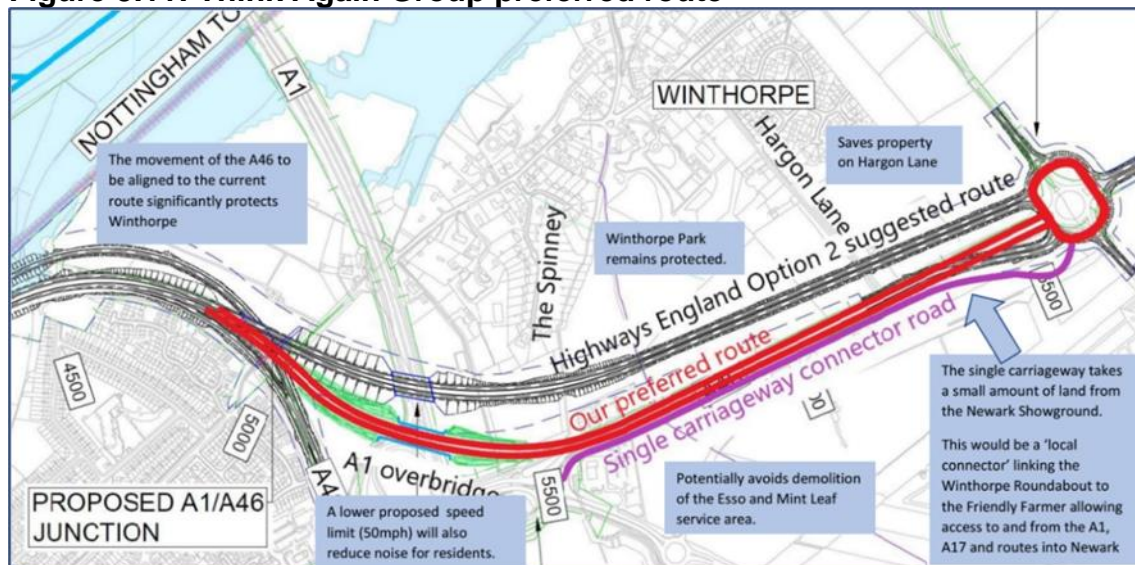 NOTTINGHAM TO
A1
WINTHORPE
Hargon Lane
Saves property
on Hargon Lane
The movement of the A46 to
be aligned to the current
route significantly protects
Winthorpe
The Spinney
Winthorpe Park
remains protected.
Highways England Option 2 suggested route
Our preferred route
Single carriageway connector road
4500
5000
A1 overbridge
5500
PROPOSED A1/A46
JUNCTION
A lower proposed speed
limit (50mph) will also
reduce noise for residents.
Potentially avoids demolition
of the Esso and Mint Leaf
service area.
The single carriageway takes
a small amount of land from
the Newark Showground.
This would be a 'local
connector' linking the
Winthorpe Roundabout to
the Friendly Farmer allowing
access to and from the A1,
A17 and routes into Newark